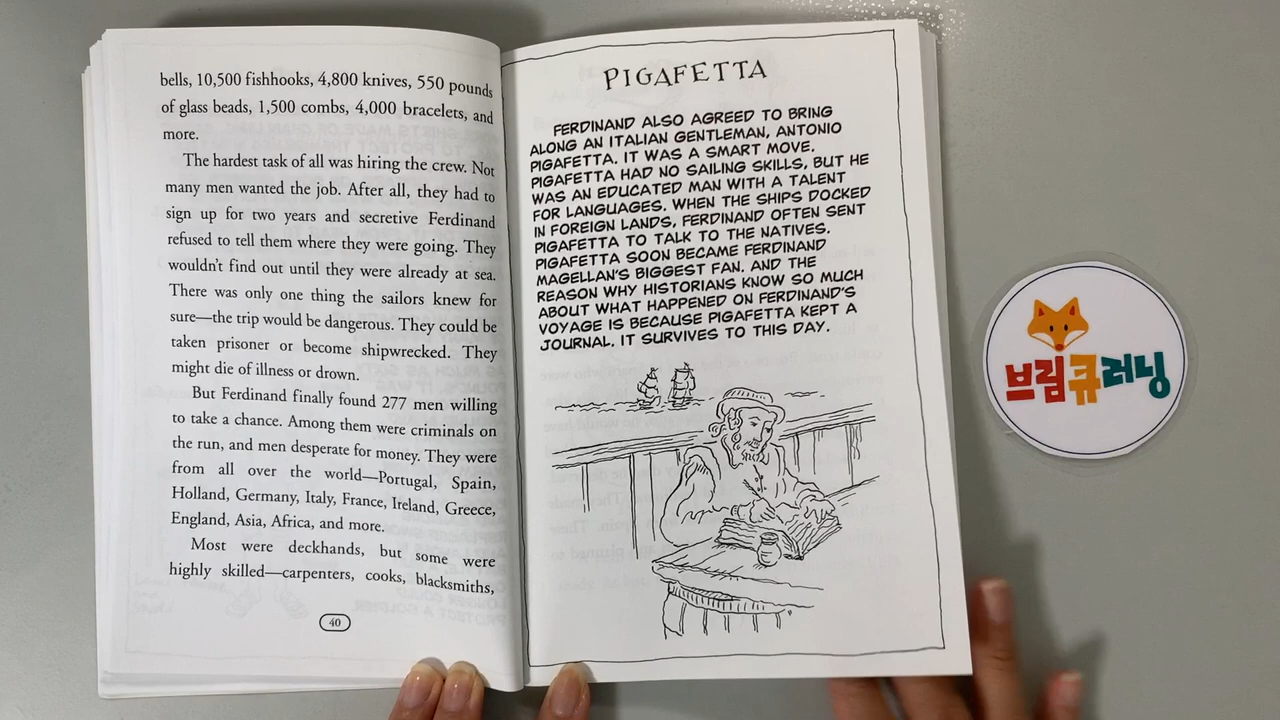 bells, 10,500 fishhooks, 4,800 knives, 550 pounds
of glass beads, 1,500 combs, 4,000 bracelets, and
more.
The hardest task of all was hiring the crew. Not
many men wanted the job. After all, they had to
sign up for two years and secretive Ferdinand
refused to tell them where they were going. They
wouldn't find out until they were already at sea.
There was only one thing the sailors knew for
sure—the trip would be dangerous. They could be
taken prisoner or become shipwrecked. They
might die of illness or drown.
But Ferdinand finally found 277 men willing
to take a chance. Among them were criminals on
the run, and men desperate for money. They were
from all over the world—Portugal, Spain,
Holland, Germany, Italy, France, Ireland, Greece,
England, Asia, Africa, and more.
Most were deckhands, but some were
highly skilled—carpenters, cooks, blacksmiths,
40
PIGAFETTA
FERDINAND ALSO AGREED TO BRING
ALONG AN ITALIAN GENTLEMAN, ANTONIO
PIGAFETTA. IT WAS A SMART MOVE.
PIGAFETTA HAD NO SAILING SKILLS, BUT HE
WAS AN EDUCATED MAN WITH A TALENT
FOR LANGUAGES. WHEN THE SHIPS DOCKED
IN FOREIGN LANDS, FERDINAND OFTEN SENT
PIGAFETTA TO TALK TO THE NATIVES.
PIGAFETTA SOON BECAME FERDINAND
MAGELLAN'S BIGGEST FAN. AND THE
REASON WHY HISTORIANS KNOW SO MUCH
ABOUT WHAT HAPPENED ON FERDINAND'S
VOYAGE IS BECAUSE PIGAFETTA KEPT A
JOURNAL. IT SURVIVES TO THIS DAY.
브림큐러닝